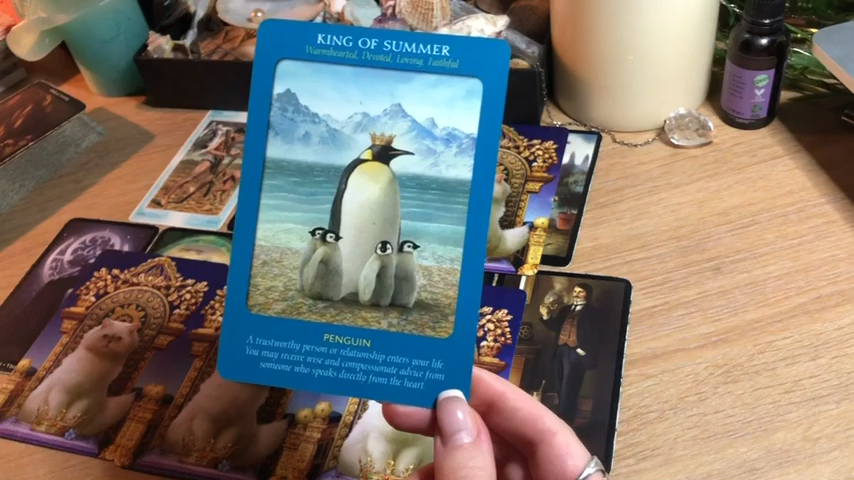 KING OF SUMMER
Warmhearted, Devoted, Loving, Faithful
PENGUIN
A trustworthy person or relationship enters your life
You may receive wise and compassionate advice from
someone who speaks directly from the heart